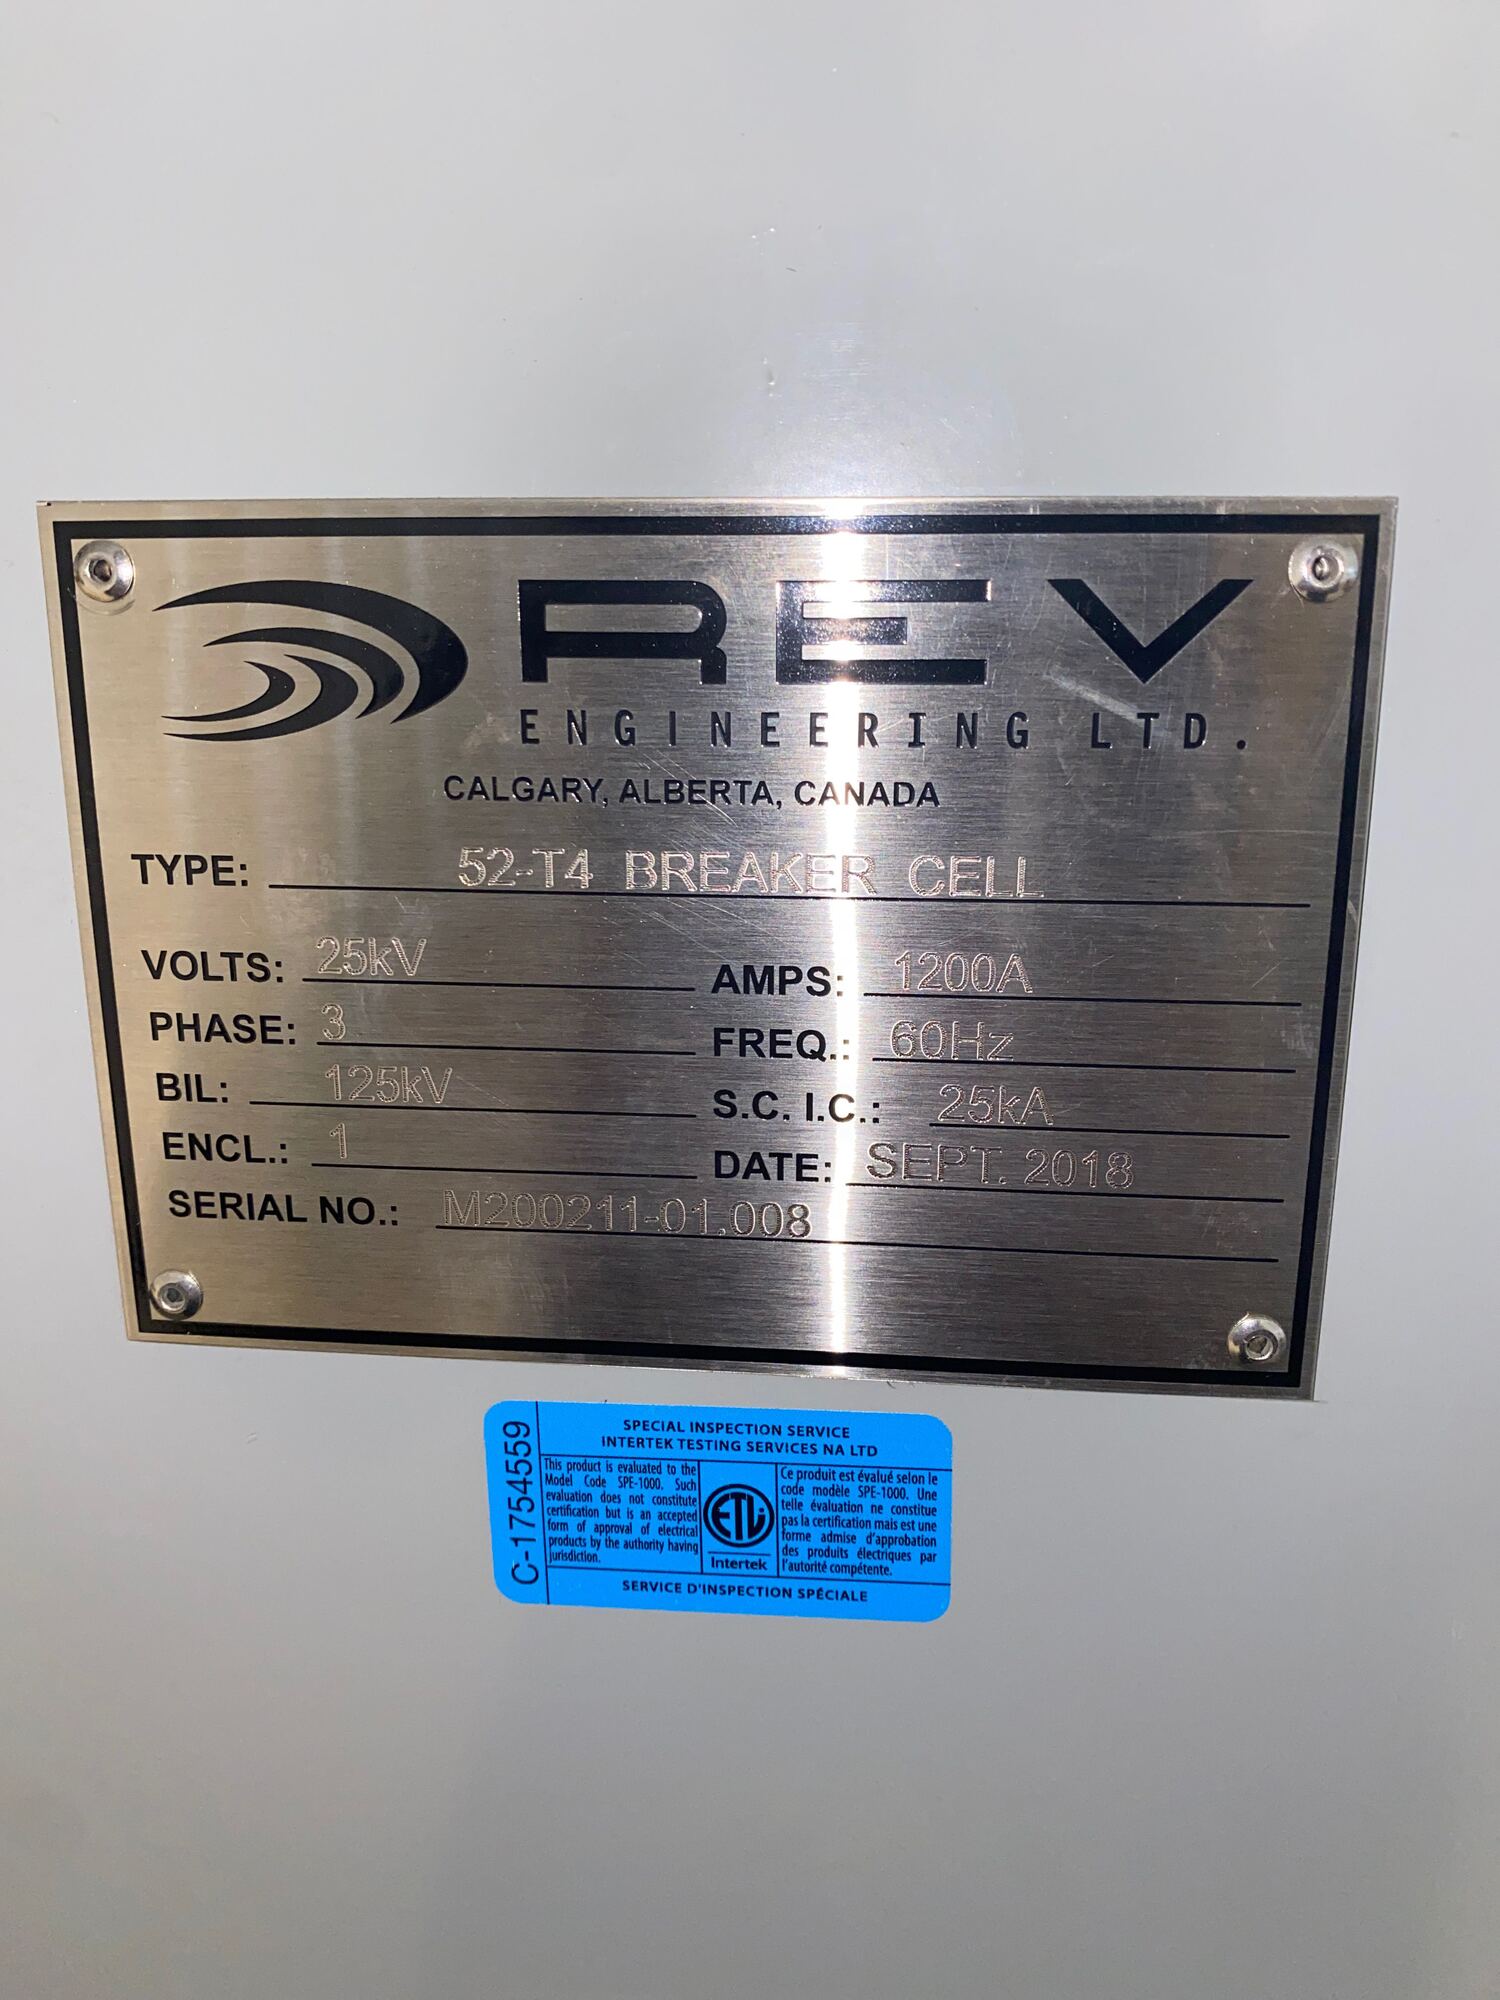 REV
ENGINEERING LTD.
CALGARY, ALBERTA, CANADA
TYPE: 52-T4 BREAKER CELL
VOLTS: 25kV AMPS: 1200A
PHASE: 3 FREQ.: 60Hz
BIL: 125kV S.C. I.C.: 25kA
ENCL.: 1 DATE: SEPT. 2018
SERIAL NO.: M200211-01.008
C-1754559
SPECIAL INSPECTION SERVICE
INTERTEK TESTING SERVICES NA LTD
This product is evaluated to the
Model Code SPE-1000. Such
evaluation does not constitute
certification but is an accepted
form of approval of electrical
products by the authority having
jurisdiction.
ETL
Intertek
Ce produit est évalué selon le
code modèle SPE-1000. Une
telle évaluation ne constitue
pas la certification mais est une
forme admise d'approbation
des produits électriques par
l'autorité compétente.
SERVICE D'INSPECTION SPÉCIALE